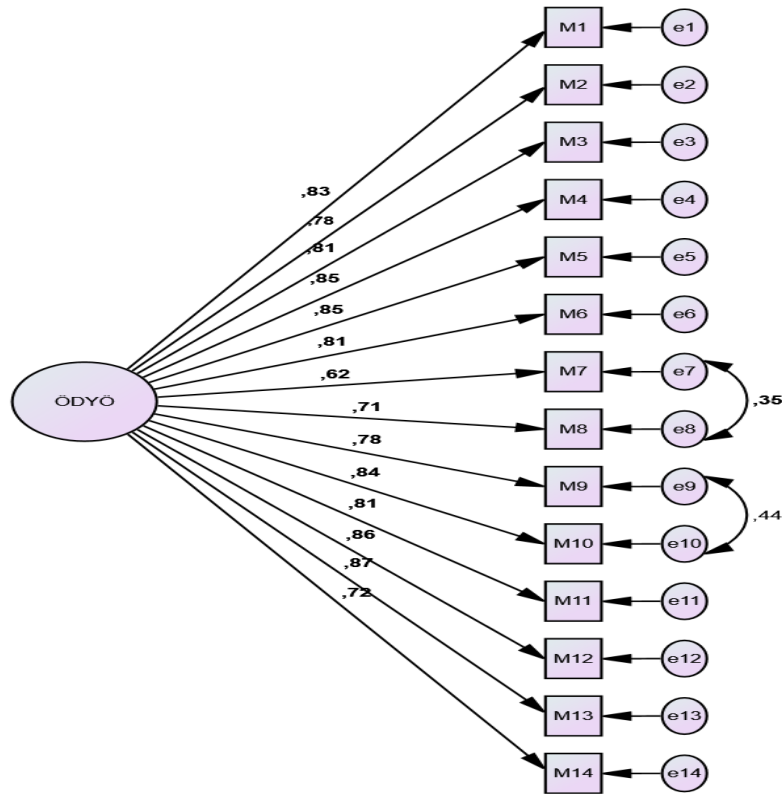 M1
e1
M2
e2
M3
e3
M4
e4
M5
e5
M6
e6
M7
e7
M8
e8
M9
e9
M10
e10
M11
e11
M12
e12
M13
e13
M14
e14
,83
,78
,81
,85
,85
,81
,62
,71
,78
,84
,81
,86
,87
,72
ÖDYÖ
,35
,44